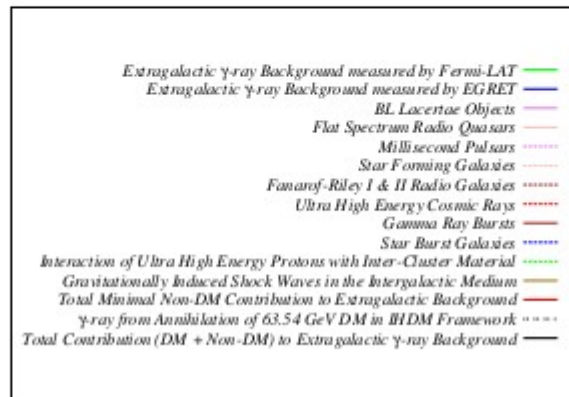 Extragalactic γ-ray Background measured by Fermi-LAT
Extragalactic γ-ray Background measured by EGRET
BL Lacertae Objects
Flat Spectrum Radio Quasars
Millisecond Pulsars
Star Forming Galaxies
Fanarof-Riley I & II Radio Galaxies
Ultra High Energy Cosmic Rays
Gamma Ray Bursts
Star Burst Galaxies
Interaction of Ultra High Energy Protons with Inter-Cluster Material
Gravitationally Induced Shock Waves in the Intergalactic Medium
Total Minimal Non-DM Contribution to Extragalactic Background
γ-ray from Annihilation of 63.54 GeV DM in IHDM Framework
Total Contribution (DM + Non-DM) to Extragalactic γ-ray Background